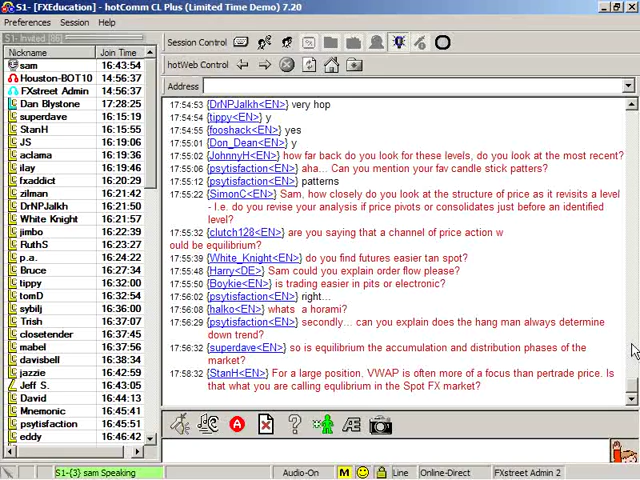 S1- [FXEducation] - hotComm CL Plus (Limited Time Demo) 7.20
Preferences Session Help
S1- Invited [86]
Nickname Join Time
sam 16:43:54
Houston-BOT10 14:56:37
FXstreet Admin 14:56:37
Dan Blystone 17:28:25
superdave 16:15:19
StanH 16:15:55
JS 16:19:06
aclama 16:19:36
ilay 16:19:46
fxaddict 16:20:29
zilman 16:21:42
DrNPJalkh 16:21:51
White Knight 16:21:57
jimbo 16:22:39
RuthS 16:23:29
p.a. 16:24:26
Bruce 16:27:27
tippy 16:32:00
tomD 16:32:02
sybilj 16:36:37
Trish 16:37:07
closetender 16:37:45
mabel 16:37:56
davisbell 16:38:24
jazzie 16:42:24
Jeff S. 16:43:05
David 16:44:13
Mnemonic 16:45:41
psytisfaction 16:45:51
eddy 16:46:42
Session Control
hotWeb Control
Address
17:54:53 {DrNPJalkh<EN>} very hop
17:54:54 {tippy<EN>} y
17:54:55 {fooshack<EN>} yes
17:55:01 {Don_Dean<EN>} y
17:55:02 {JohnnyH<EN>} how far back do you look for these levels, do you look at the most recent?
17:55:06 {psytisfaction<EN>} aha... Can you mention your fav candle stick patters?
17:55:12 {psytisfaction<EN>} patterns
17:55:22 {SimonC<EN>} Sam, how closely do you look at the structure of price as it revisits a level
- I.e. do you revise your analysis if price pivots or consolidates just before an identified
level?
17:55:32 {clutch128<EN>} are you saying that a channel of price action w
ould be equilibrium?
17:55:39 {White_Knight<EN>} do you find futures easier tan spot?
17:55:48 {Harry<DE>} Sam could you explain order flow please?
17:55:51 {Boykie<EN>} is trading easier in pits or electronic?
17:56:02 {psytisfaction<EN>} right...
17:56:08 {halko<EN>} whats a horami?
17:56:29 {psytisfaction<EN>} secondly... can you explain does the hang man always determine
down trend?
17:56:32 {superdave<EN>} so is equilibrium the accumulation and distribution phases of the
market?
17:58:32 {StanH<EN>} For a large position, VWAP is often more of a focus than pertrade price. Is
that what you are calling equlibrium in the Spot FX market?
S1-{3} sam Speaking
Audio-On
M
Line
Online-Direct
FXstreet Admin 2